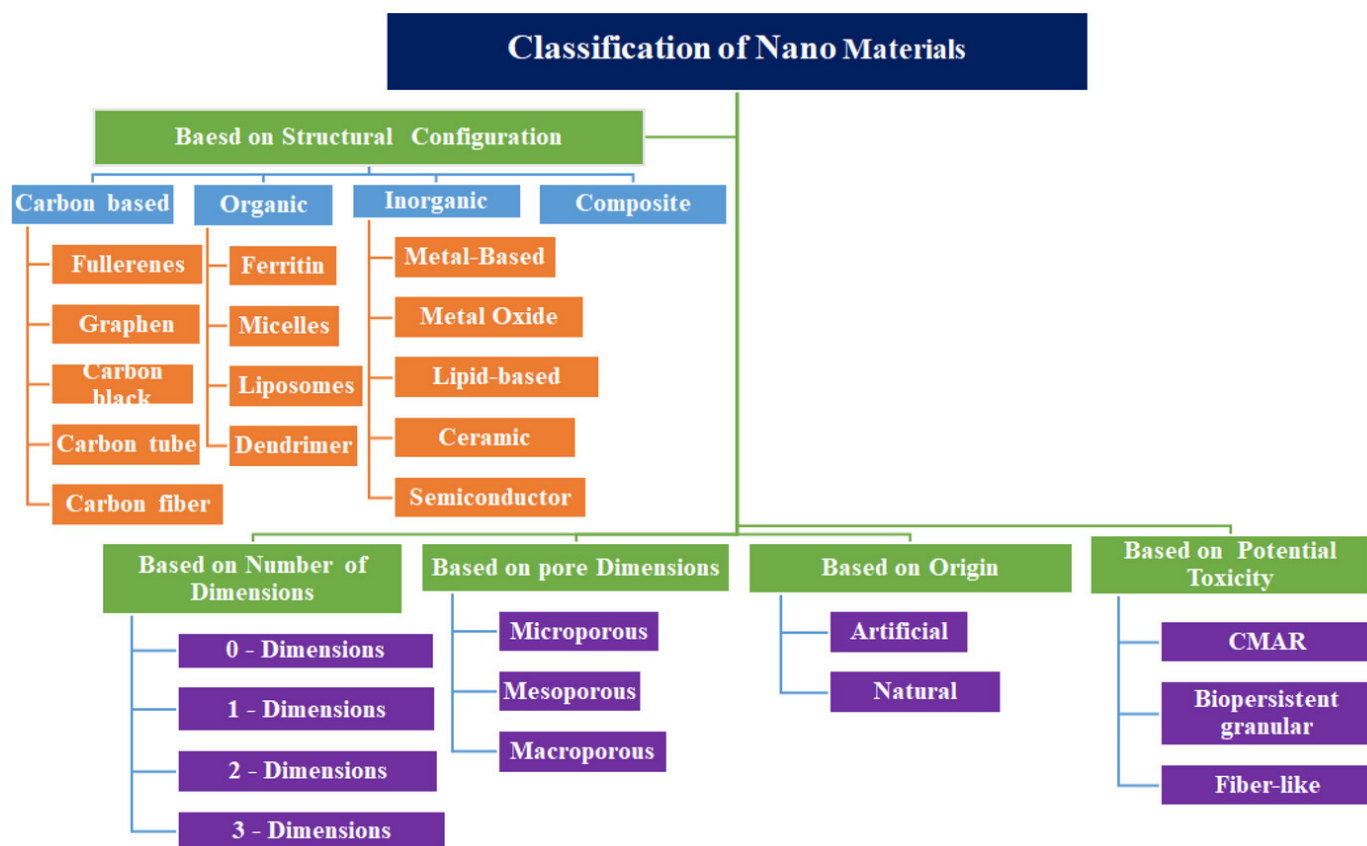 Classification of Nano Materials
Baesd on Structural Configuration
Carbon based
Organic
Inorganic
Composite
Fullerenes
Graphen
Carbon
black
Carbon tube
Carbon fiber
Ferritin
Micelles
Liposomes
Dendrimer
Metal-Based
Metal Oxide
Lipid-based
Ceramic
Semiconductor
Based on Number of
Dimensions
0 - Dimensions
1 - Dimensions
2 - Dimensions
3 - Dimensions
Based on pore Dimensions
Microporous
Mesoporous
Macroporous
Based on Origin
Artificial
Natural
Based on Potential
Toxicity
CMAR
Biopersistent
granular
Fiber-like